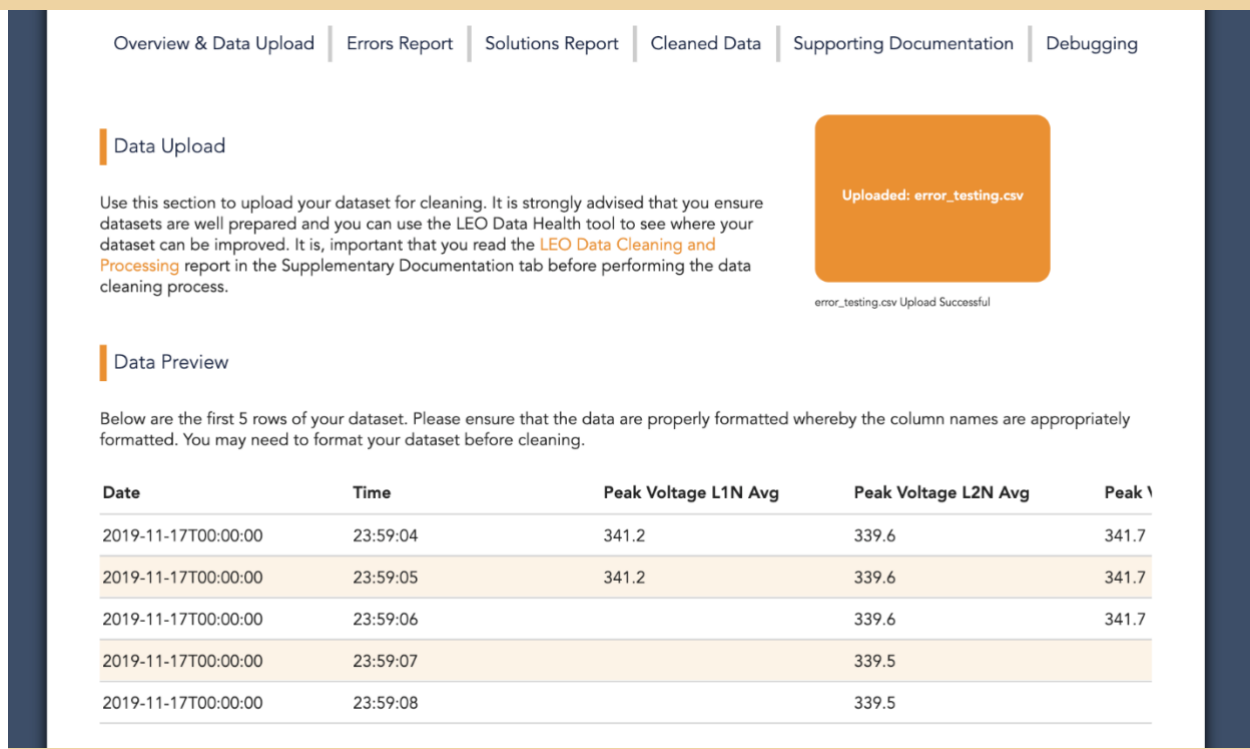 Overview & Data Upload Errors Report Solutions Report Cleaned Data Supporting Documentation Debugging
Data Upload
Use this section to upload your dataset for cleaning. It is strongly advised that you ensure
datasets are well prepared and you can use the LEO Data Health tool to see where your
dataset can be improved. It is, important that you read the LEO Data Cleaning and
Processing report in the Supplementary Documentation tab before performing the data
cleaning process.
Uploaded: error_testing.csv
error_testing.csv Upload Successful
Data Preview
Below are the first 5 rows of your dataset. Please ensure that the data are properly formatted whereby the column names are appropriately
formatted. You may need to format your dataset before cleaning.
Date Time Peak Voltage L1N Avg Peak Voltage L2N Avg Peak
2019-11-17T00:00:00 23:59:04 341.2 339.6 341.7
2019-11-17T00:00:00 23:59:05 341.2 339.6 341.7
2019-11-17T00:00:00 23:59:06 339.6 341.7
2019-11-17T00:00:00 23:59:07 339.5
2019-11-17T00:00:00 23:59:08 339.5